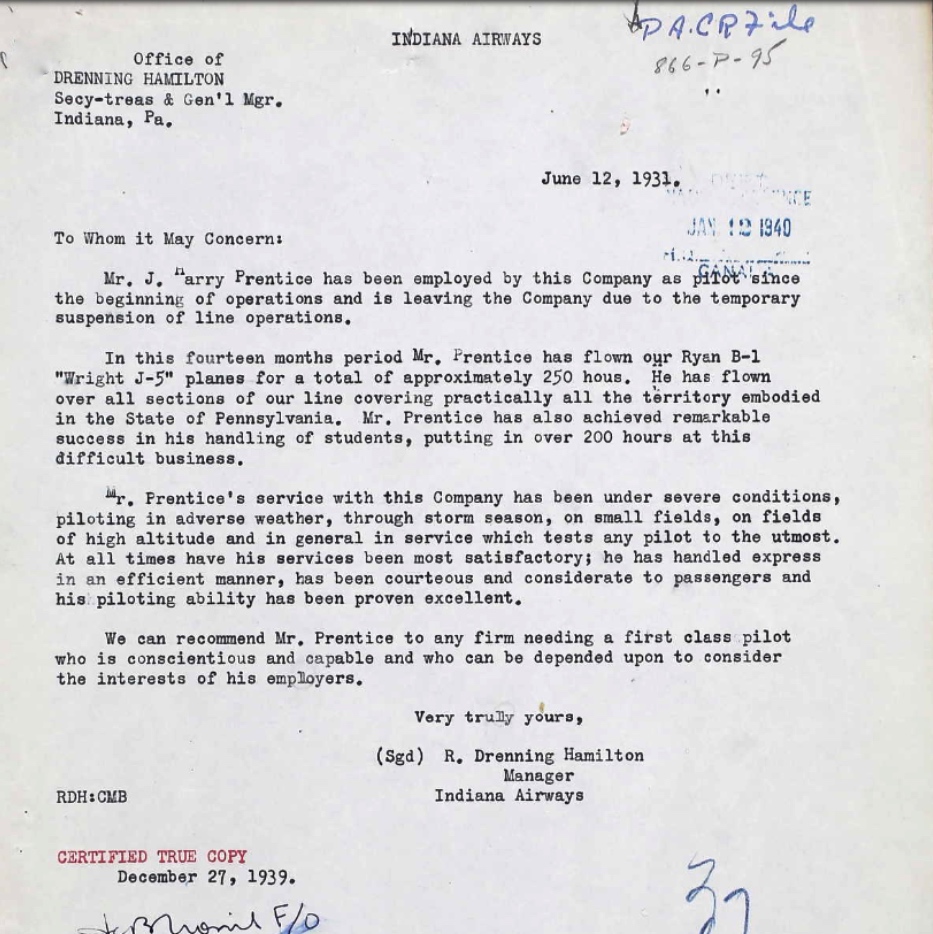 INDIANA AIRWAYS
P A.C R File
866-P-95
Office of
DRENNING HAMILTON
Secy-treas & Gen'l Mgr.
Indiana, Pa.
June 12, 1931.
JAN 12 1940
CANADA
To Whom it May Concern:
Mr. J. Harry Prentice has been employed by this Company as pilot since
the beginning of operations and is leaving the Company due to the temporary
suspension of line operations.
In this fourteen months period Mr. Prentice has flown our Ryan B-1
"Wright J-5" planes for a total of approximately 250 hous. He has flown
over all sections of our line covering practically all the territory embodied
in the State of Pennsylvania. Mr. Prentice has also achieved remarkable
success in his handling of students, putting in over 200 hours at this
difficult business.
Mr. Prentice's service with this Company has been under severe conditions,
piloting in adverse weather, through storm season, on small fields, on fields
of high altitude and in general in service which tests any pilot to the utmost.
At all times have his services been most satisfactory; he has handled express
in an efficient manner, has been courteous and considerate to passengers and
his piloting ability has been proven excellent.
We can recommend Mr. Prentice to any firm needing a first class pilot
who is conscientious and capable and who can be depended upon to consider
the interests of his employers.
Very truly yours,
(Sgd) R. Drenning Hamilton
Manager
RDH:CMB Indiana Airways
CERTIFIED TRUE COPY
December 27, 1939.
F/O
37